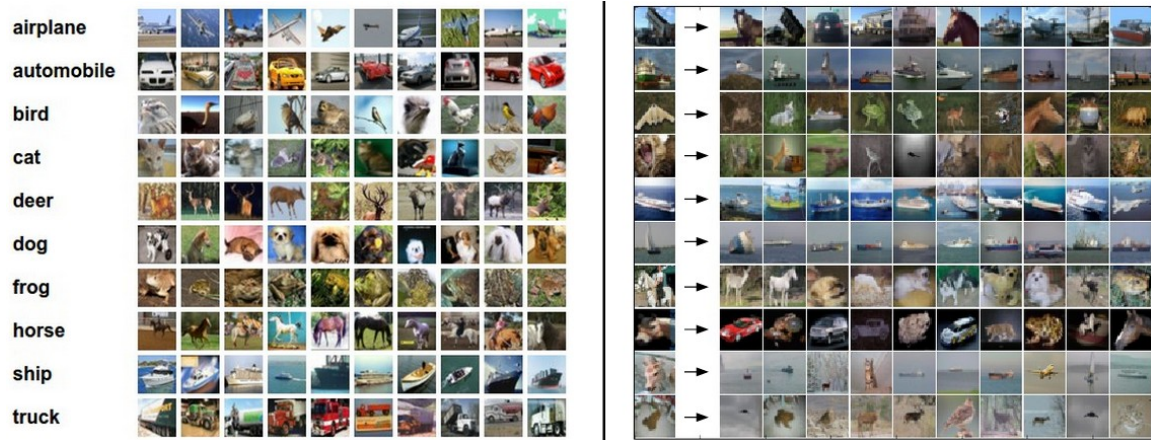 airplane
automobile
bird
cat
deer
dog
frog
horse
ship
truck